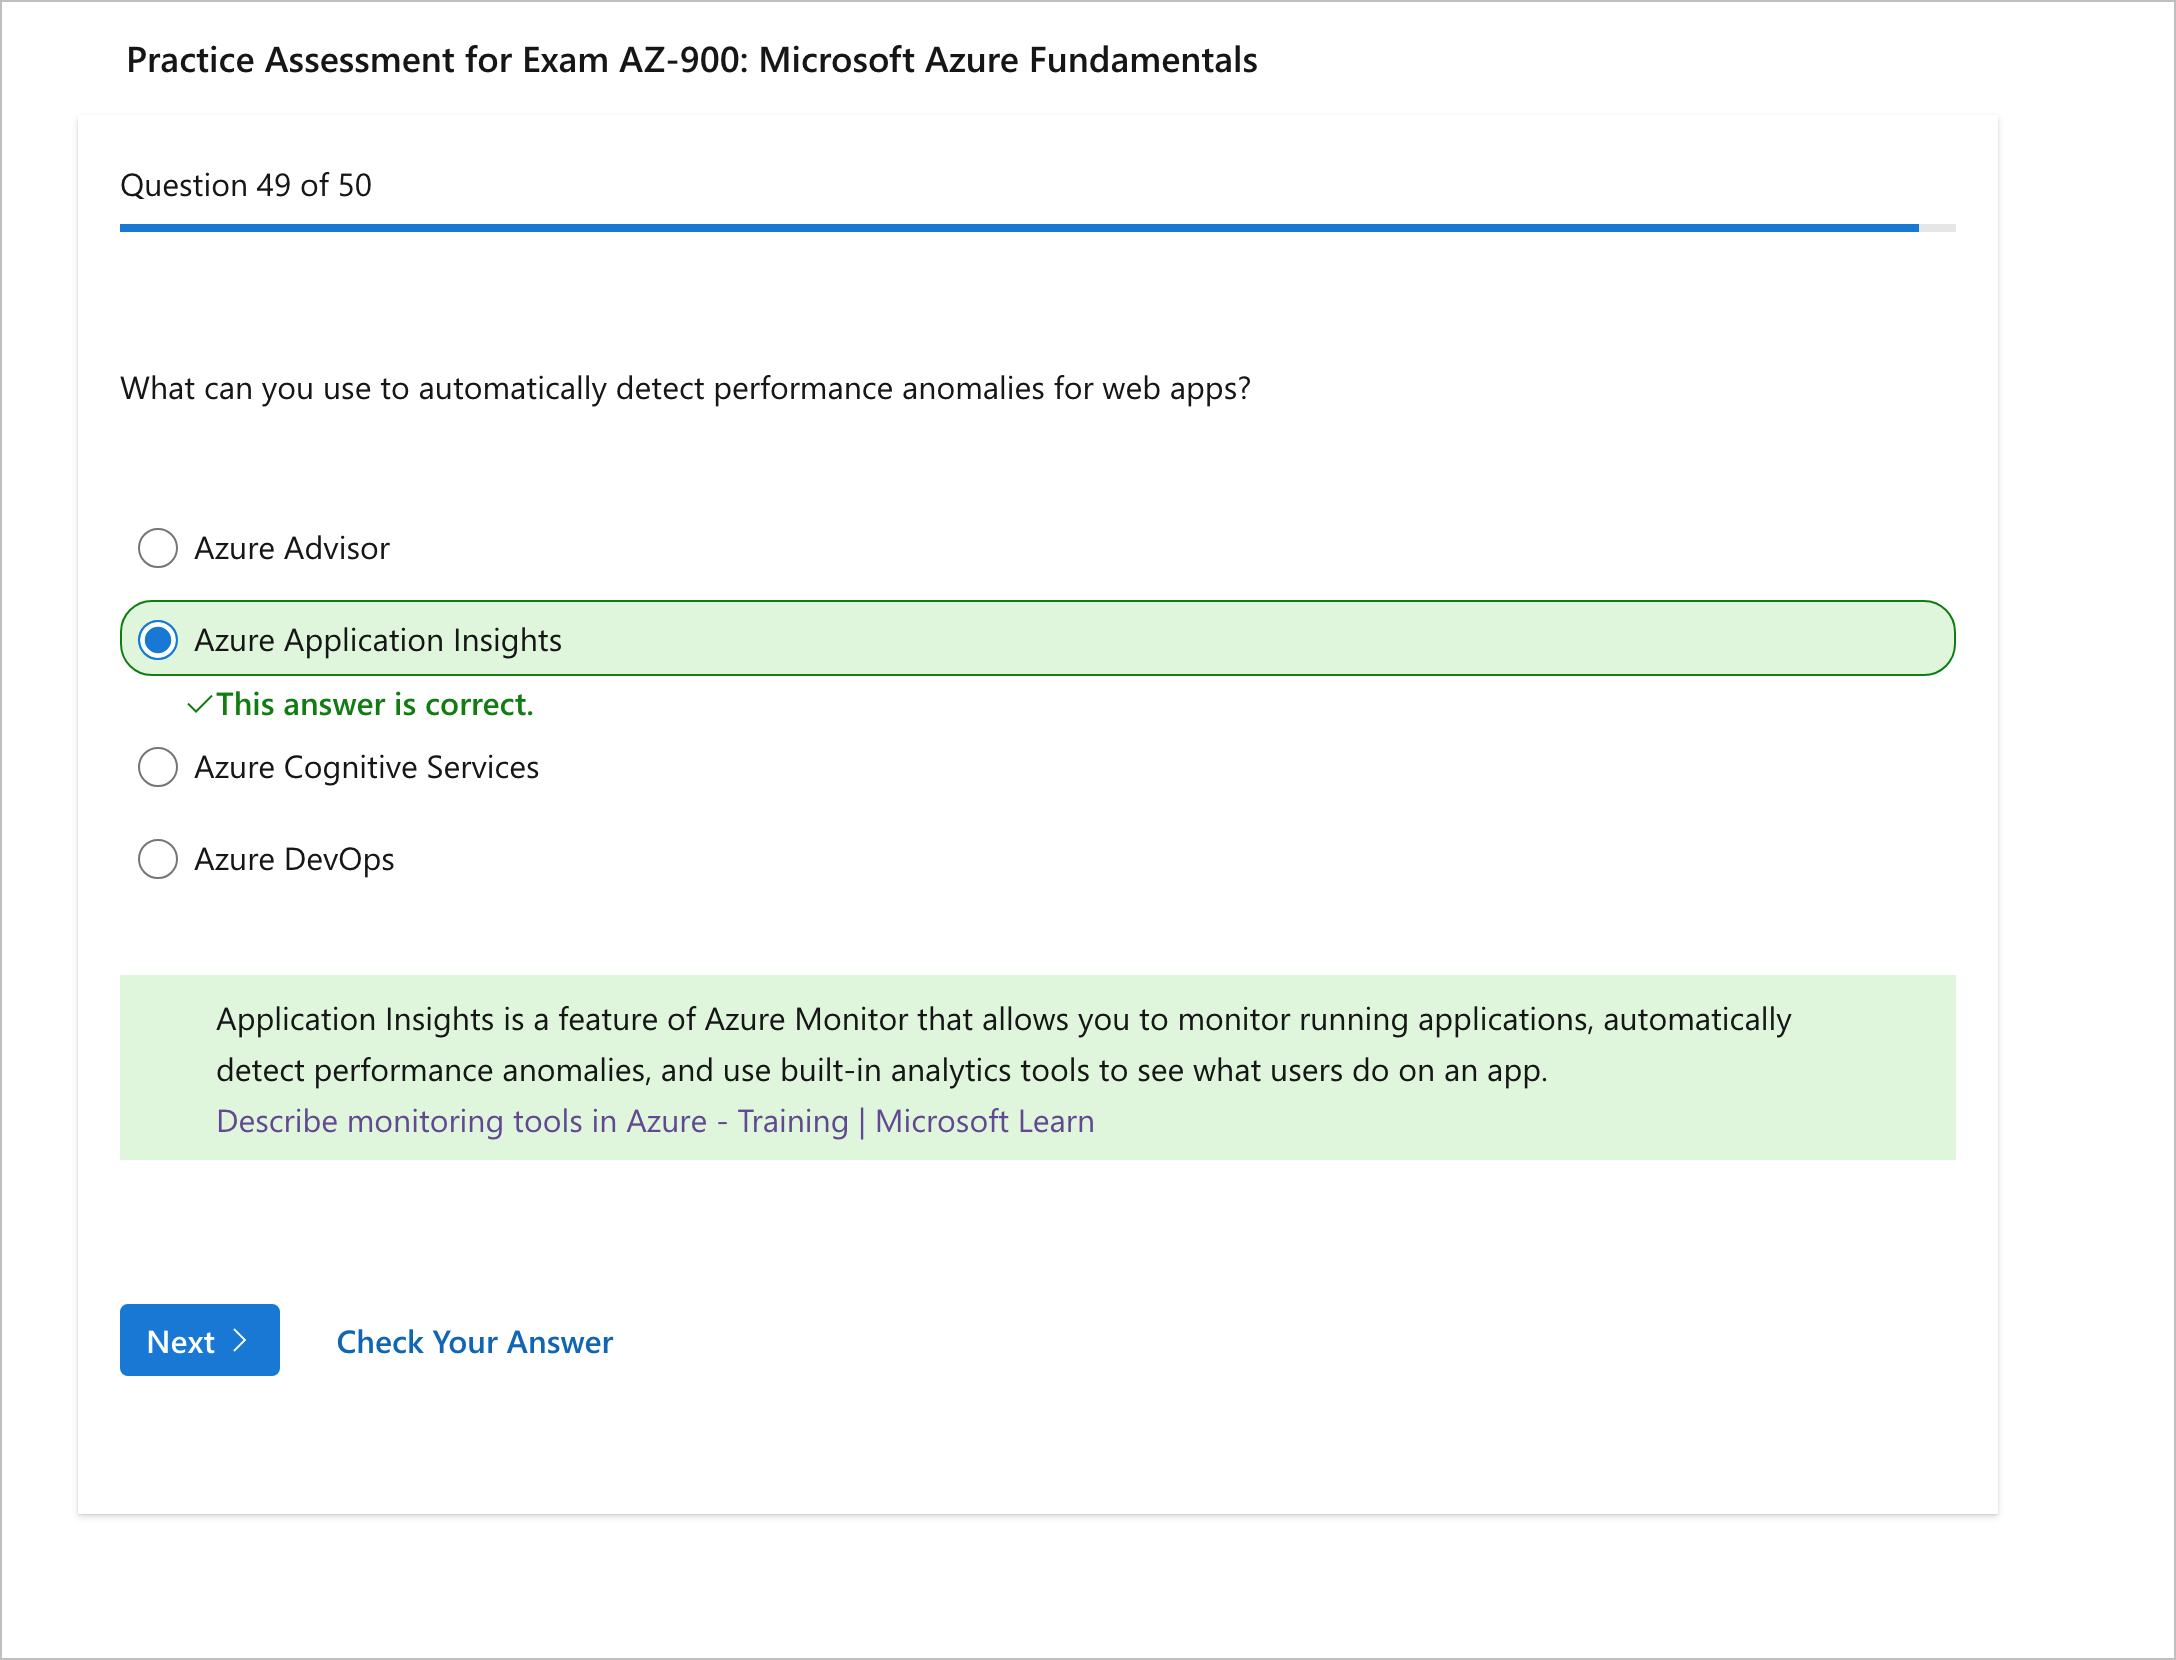 Practice Assessment for Exam AZ-900: Microsoft Azure Fundamentals
Question 49 of 50
What can you use to automatically detect performance anomalies for web apps?
Azure Advisor
Azure Application Insights
This answer is correct.
Azure Cognitive Services
Azure DevOps
Application Insights is a feature of Azure Monitor that allows you to monitor running applications, automatically
detect performance anomalies, and use built-in analytics tools to see what users do on an app.
Describe monitoring tools in Azure - Training | Microsoft Learn
Next
Check Your Answer